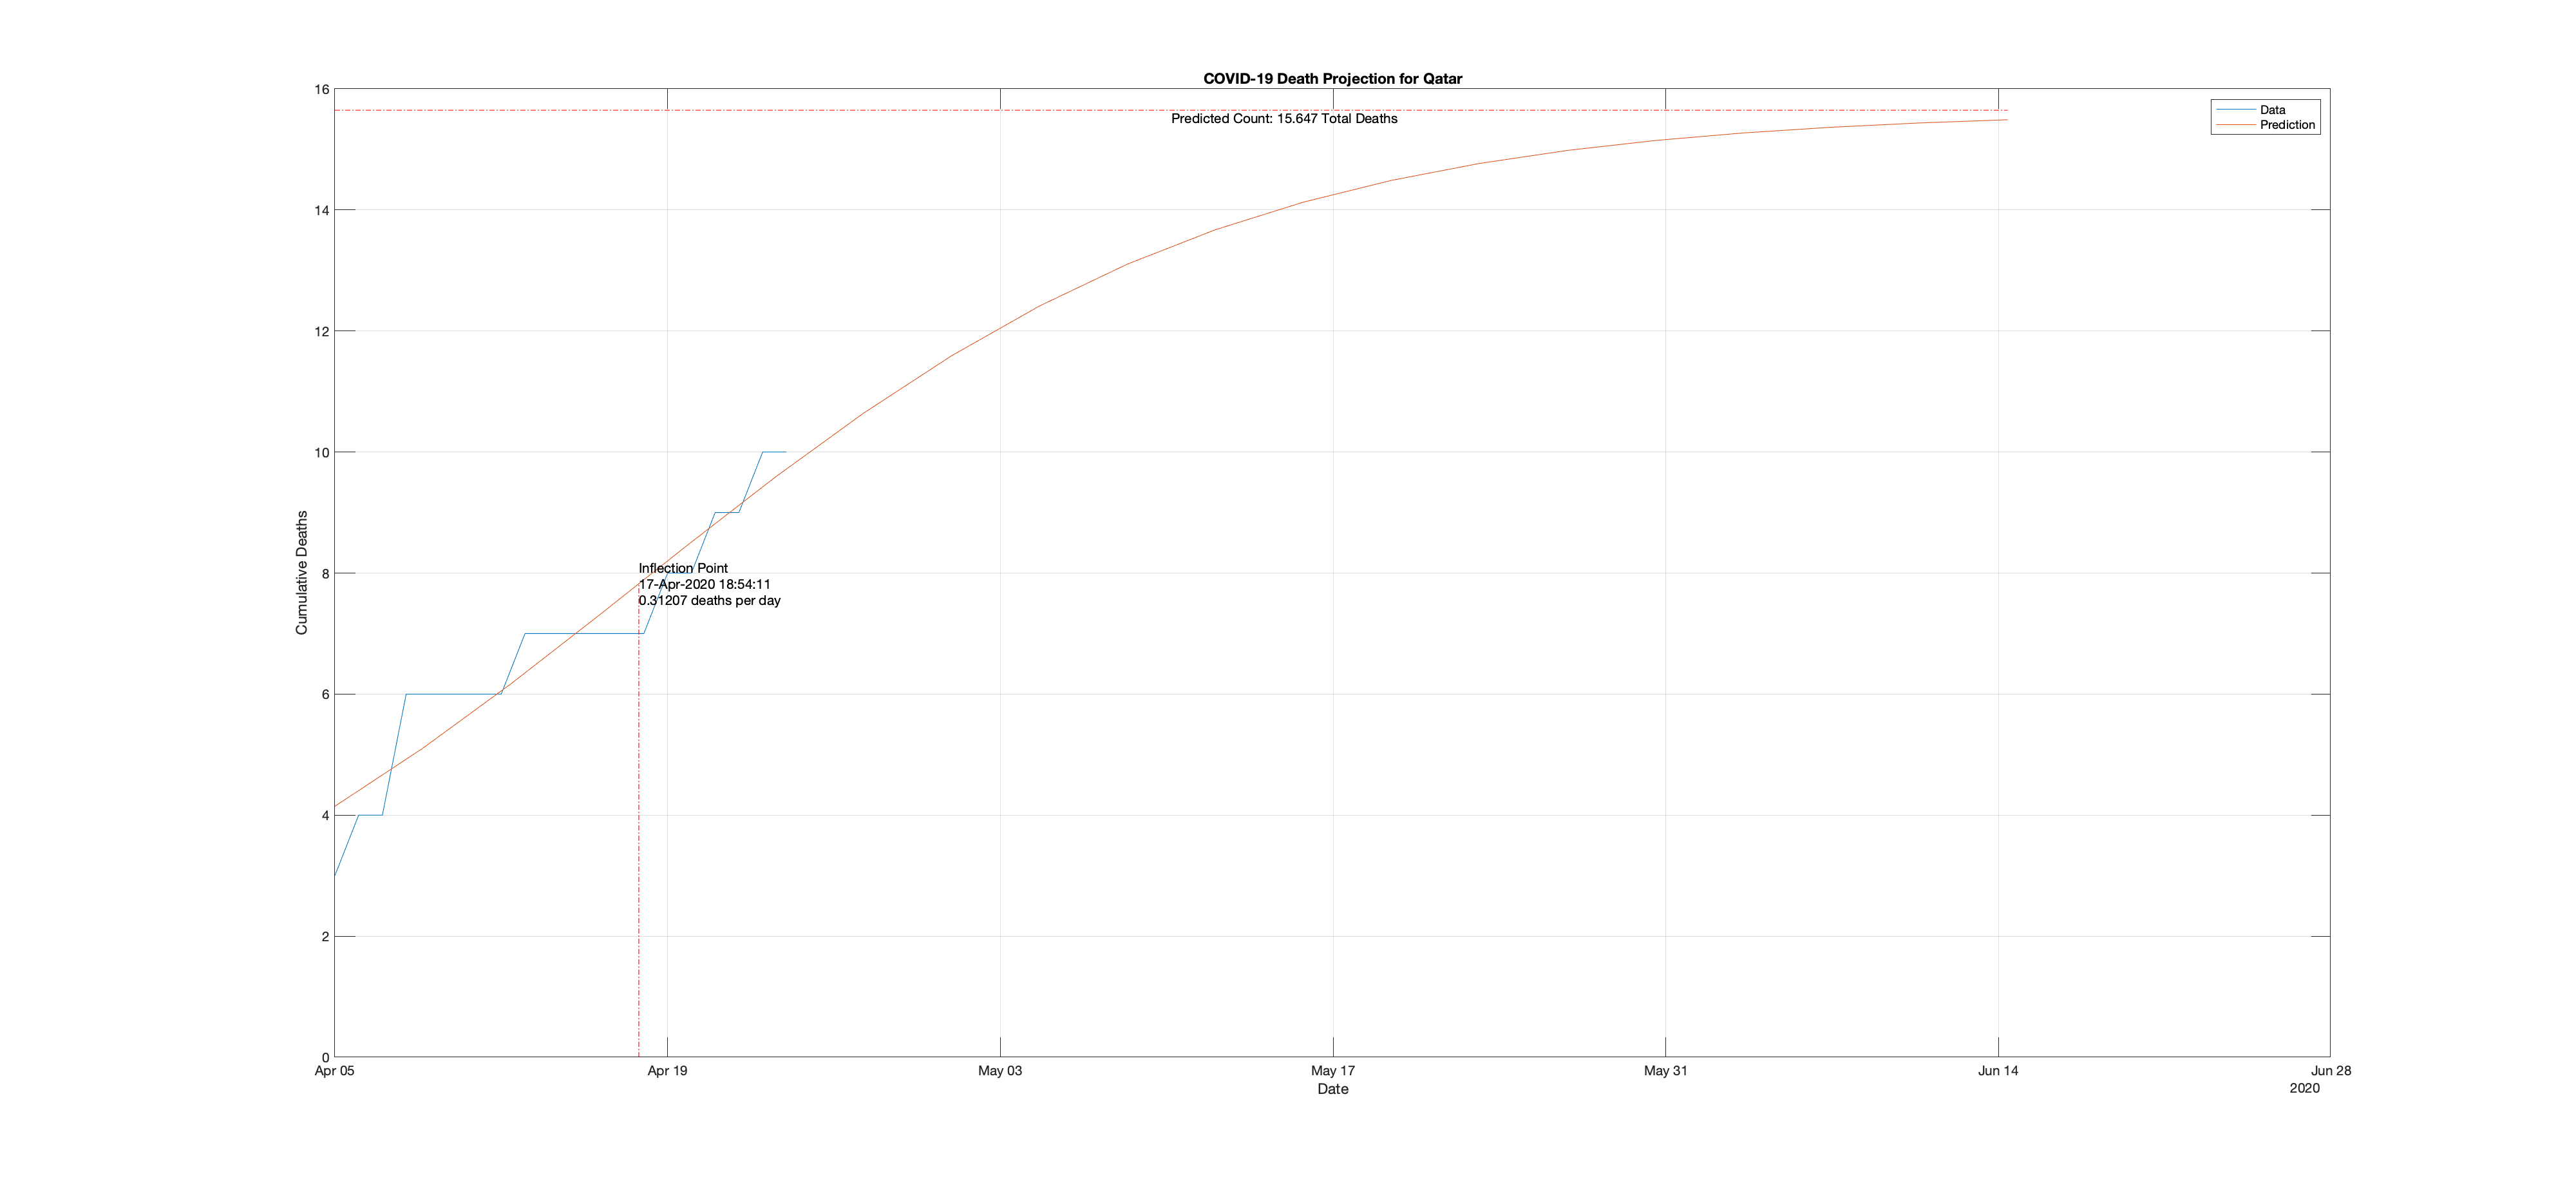 COVID-19 Death Projection for Qatar
16
14
12
10
8
6
4
2
0
Cumulative Deaths
Predicted Count: 15.647 Total Deaths
Data
Prediction
Inflection Point
17-Apr-2020 18:54:11
0.31207 deaths per day
Apr 05
Apr 19
May 03
May 17
May 31
Jun 14
Jun 28
Date
2020